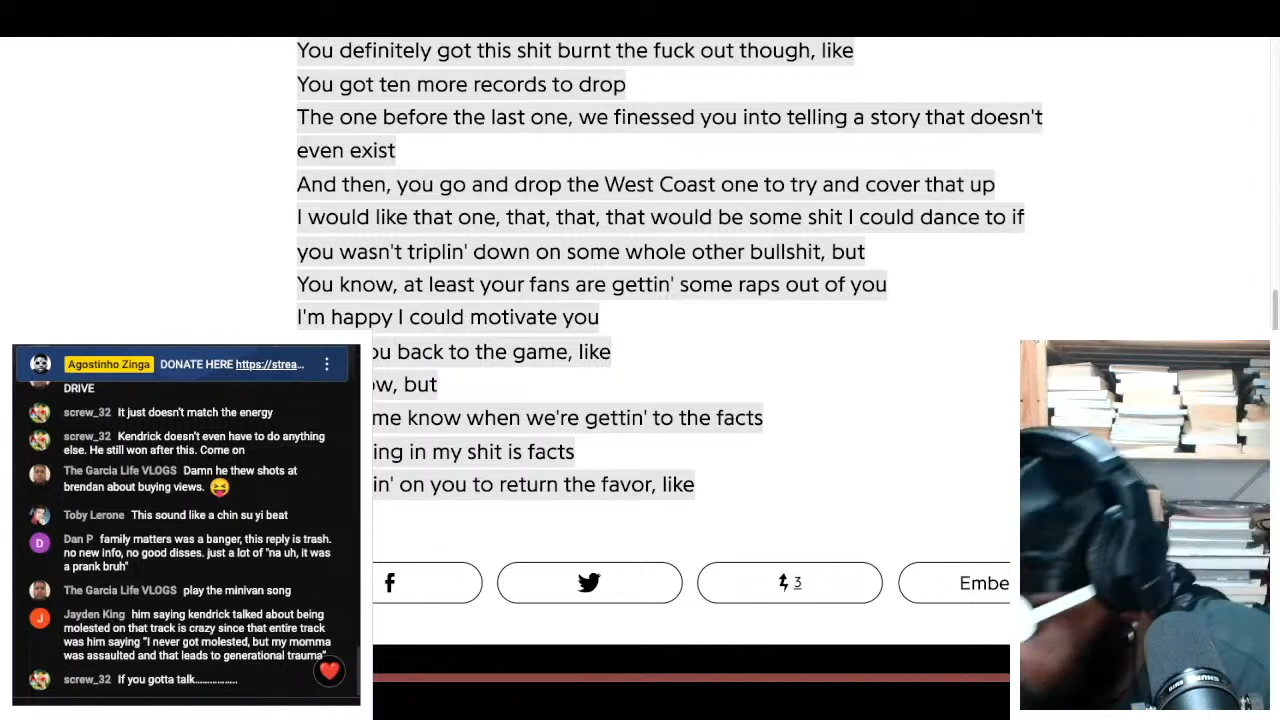 You definitely got this shit burnt the fuck out though, like
You got ten more records to drop
The one before the last one, we finessed you into telling a story that doesn't
even exist
And then, you go and drop the West Coast one to try and cover that up
I would like that one, that, that, that would be some shit I could dance to if
you wasn't triplin' down on some whole other bullshit, but
You know, at least your fans are gettin' some raps out of you
I'm happy I could motivate you
ou back to the game, like
ow, but
me know when we're gettin' to the facts
ing in my shit is facts
in' on you to return the favor, like
3
Embe
Agostinho Zinga DONATE HERE https://strea...
DRIVE
screw_32 It just doesn't match the energy
screw_32 Kendrick doesn't even have to do anything
else. He still won after this. Come on
The Garcia Life VLOGS Damn he thew shots at
brendan about buying views.
Toby Lerone This sound like a chin su yi beat
D Dan P family matters was a banger, this reply is trash.
no new info, no good disses. just a lot of "na uh, it was
a prank bruh"
The Garcia Life VLOGS play the minivan song
J Jayden King him saying kendrick talked about being
molested on that track is crazy since that entire track
was him saying "I never got molested, but my momma
was assaulted and that leads to generational trauma"
screw_32 If you gotta talk.................
SHURE